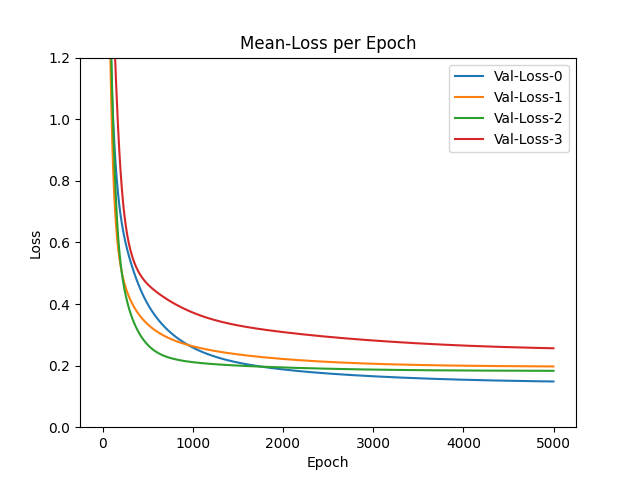 Mean-Loss per Epoch
1.2
1.0
0.8
0.6
0.4
0.2
0.0
Loss
Val-Loss-0
Val-Loss-1
Val-Loss-2
Val-Loss-3
0 1000 2000 3000 4000 5000
Epoch